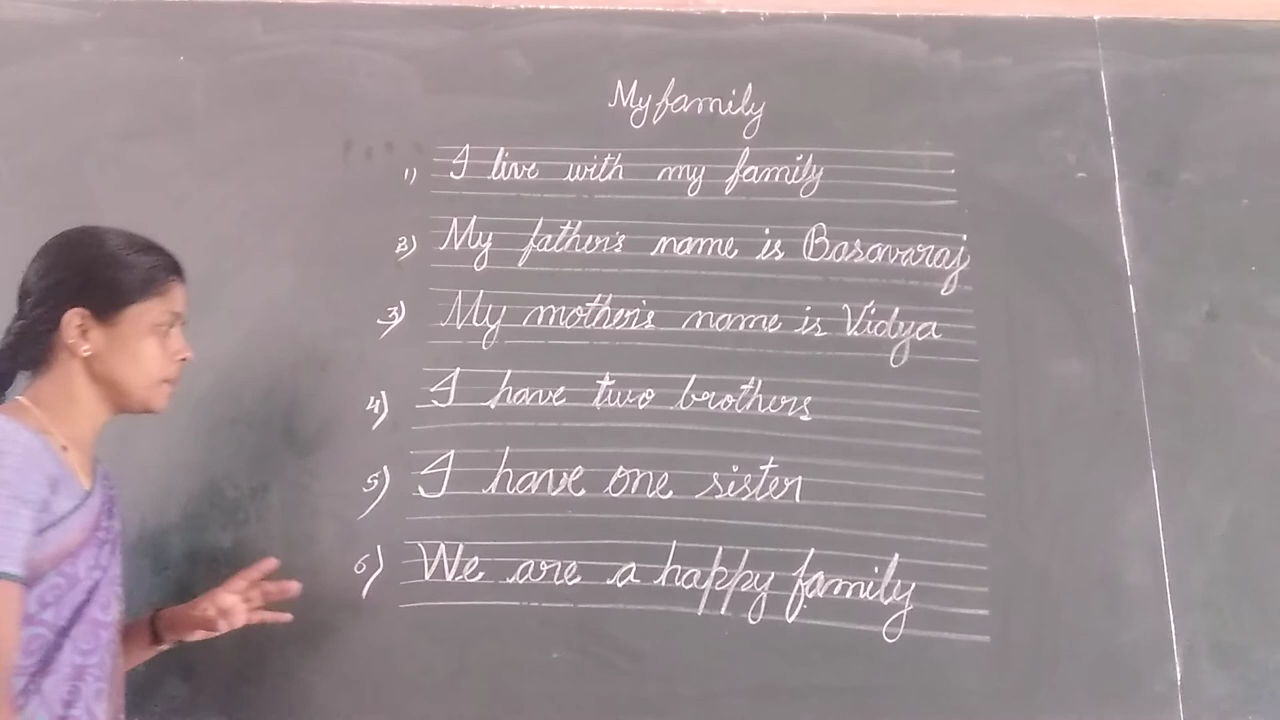 My family
1) I live with my family
2) My father's name is Basavaraj
3) My mother's name is Vidya
4) I have two brothers
5) I have one sister
6) We are a happy family